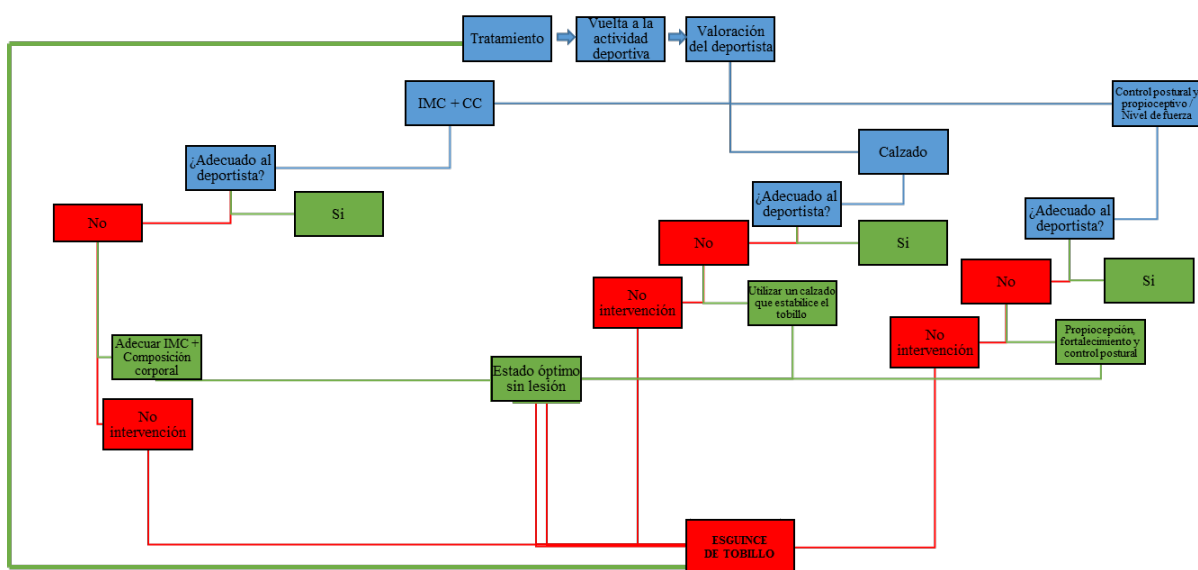 Tratamiento
Vuelta a la
actividad
deportiva
Valoración
del deportista
IMC + CC
Control postural y
propioceptivo /
Nivel de fuerza
¿Adecuado al
deportista?
Calzado
No
Si
¿Adecuado al
deportista?
¿Adecuado al
deportista?
No
Si
No
Si
No
intervención
Utilizar un calzado
que estabilice el
tobillo
No
intervención
Propiocepción,
fortalecimiento y
control postural
Adecuar IMC +
Composición
corporal
Estado óptimo
sin lesión
No
intervención
ESGUINCE
DE TOBILLO